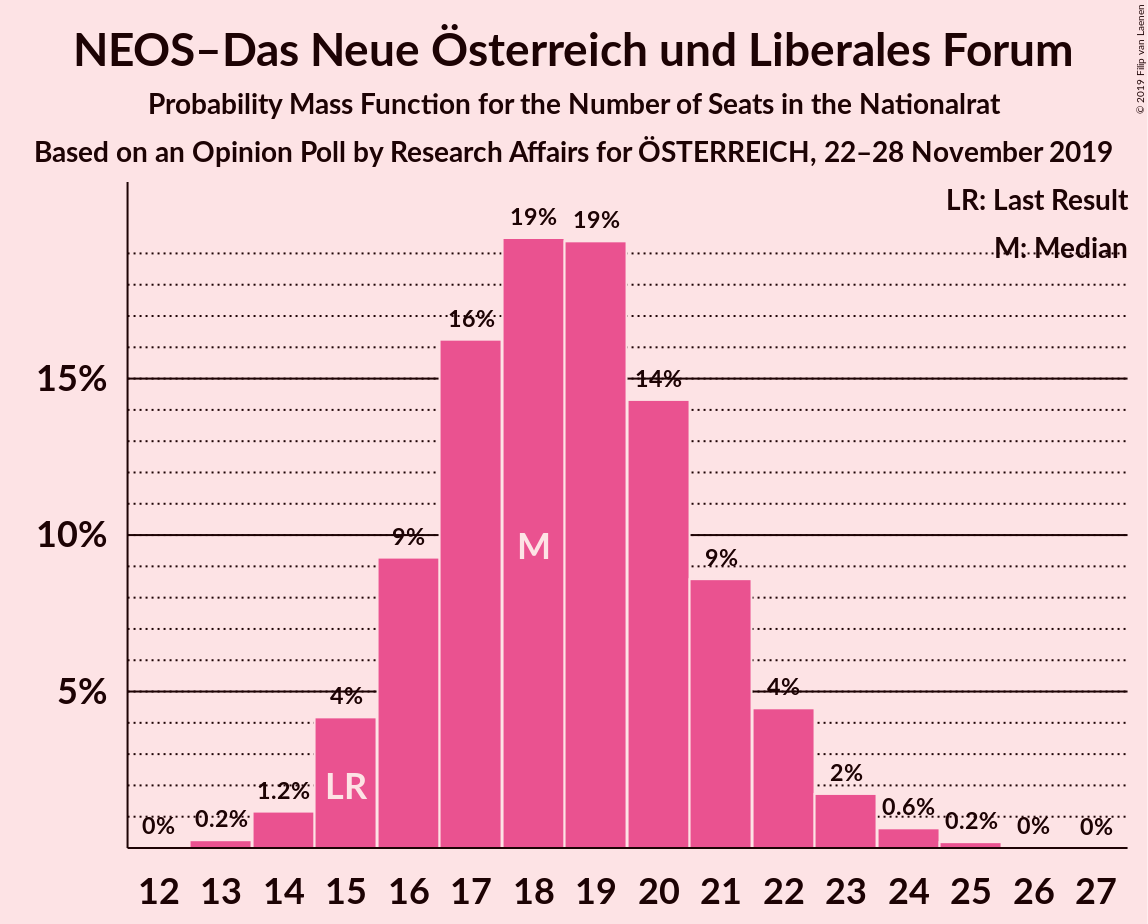 NEOS–Das Neue Österreich und Liberales Forum
Probability Mass Function for the Number of Seats in the Nationalrat
Based on an Opinion Poll by Research Affairs for ÖSTERREICH, 22–28 November 2019
© 2019 Filip van Laenen
LR: Last Result
M: Median
15%
10%
5%
0%
0.2%
1.2%
4%
9%
16%
19%
19%
14%
9%
4%
2%
0.6%
0.2%
0%
0%
LR
M
12 13 14 15 16 17 18 19 20 21 22 23 24 25 26 27